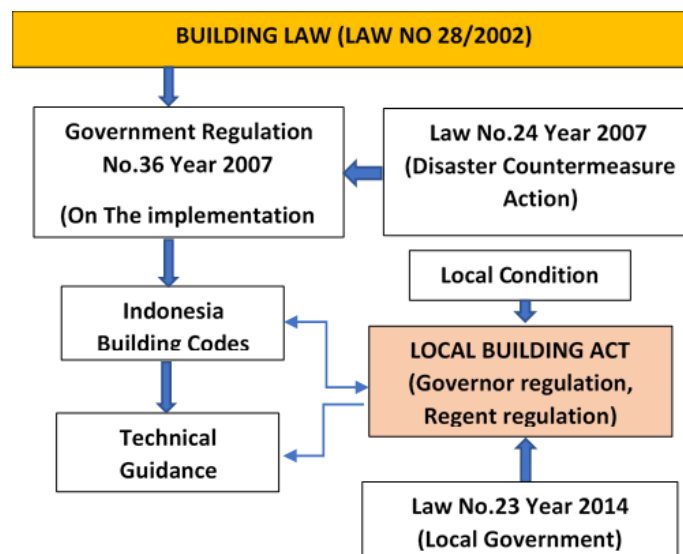 BUILDING LAW (LAW NO 28/2002)
Government Regulation
No.36 Year 2007
(On The implementation
Law No.24 Year 2007
(Disaster Countermeasure
Action)
Local Condition
Indonesia
Building Codes
LOCAL BUILDING ACT
(Governor regulation,
Regent regulation)
Technical
Guidance
Law No.23 Year 2014
(Local Government)